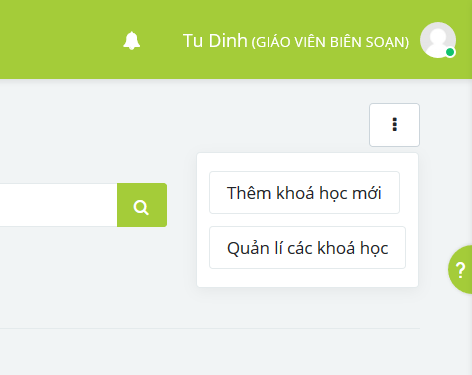 Tu Dinh (GIÁO VIÊN BIÊN SOẠN)
Thêm khoá học mới
Quản lí các khoá học
?